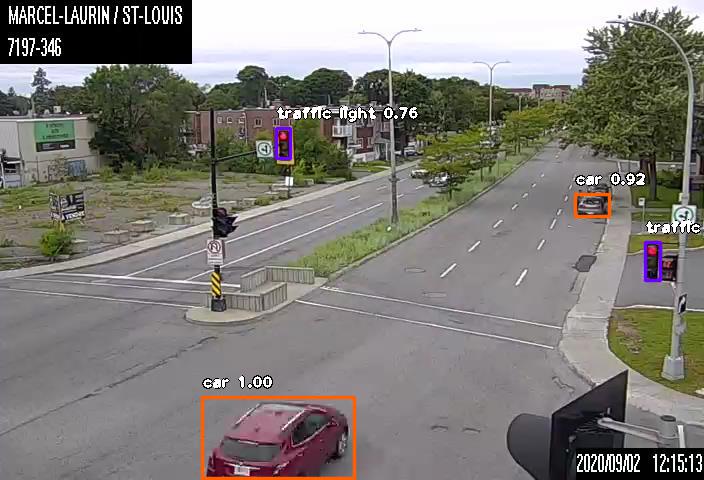 MARCEL-LAURIN / ST-LOUIS
7197-346
traffic light 0.76
car 0.92
traffic
car 1.00
2020/09/02 12:15:13